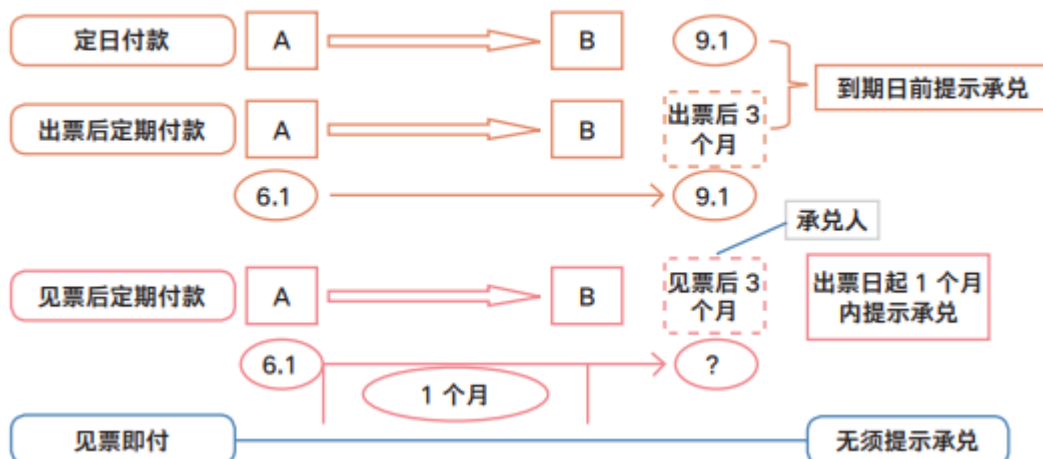 定日付款 A B 9.1
到期日前提示承兑
出票后定期付款 A B 出票后 3
个月
6.1 9.1
承兑人
见票后定期付款 A B 见票后 3
个月
出票日起 1 个月
内提示承兑
6.1 ?
1 个月
见票即付 无须提示承兑